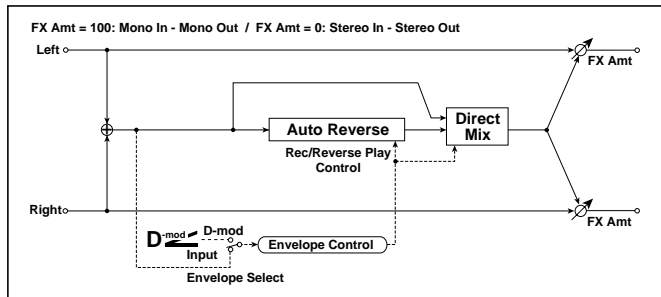 FX Amt = 100: Mono In - Mono Out / FX Amt = 0: Stereo In - Stereo Out
Left
FX Amt
Direct
Mix
Auto Reverse
Rec/Reverse Play
Control
Right
FX Amt
D-mod
D-mod
Input
Envelope Control
Envelope Select